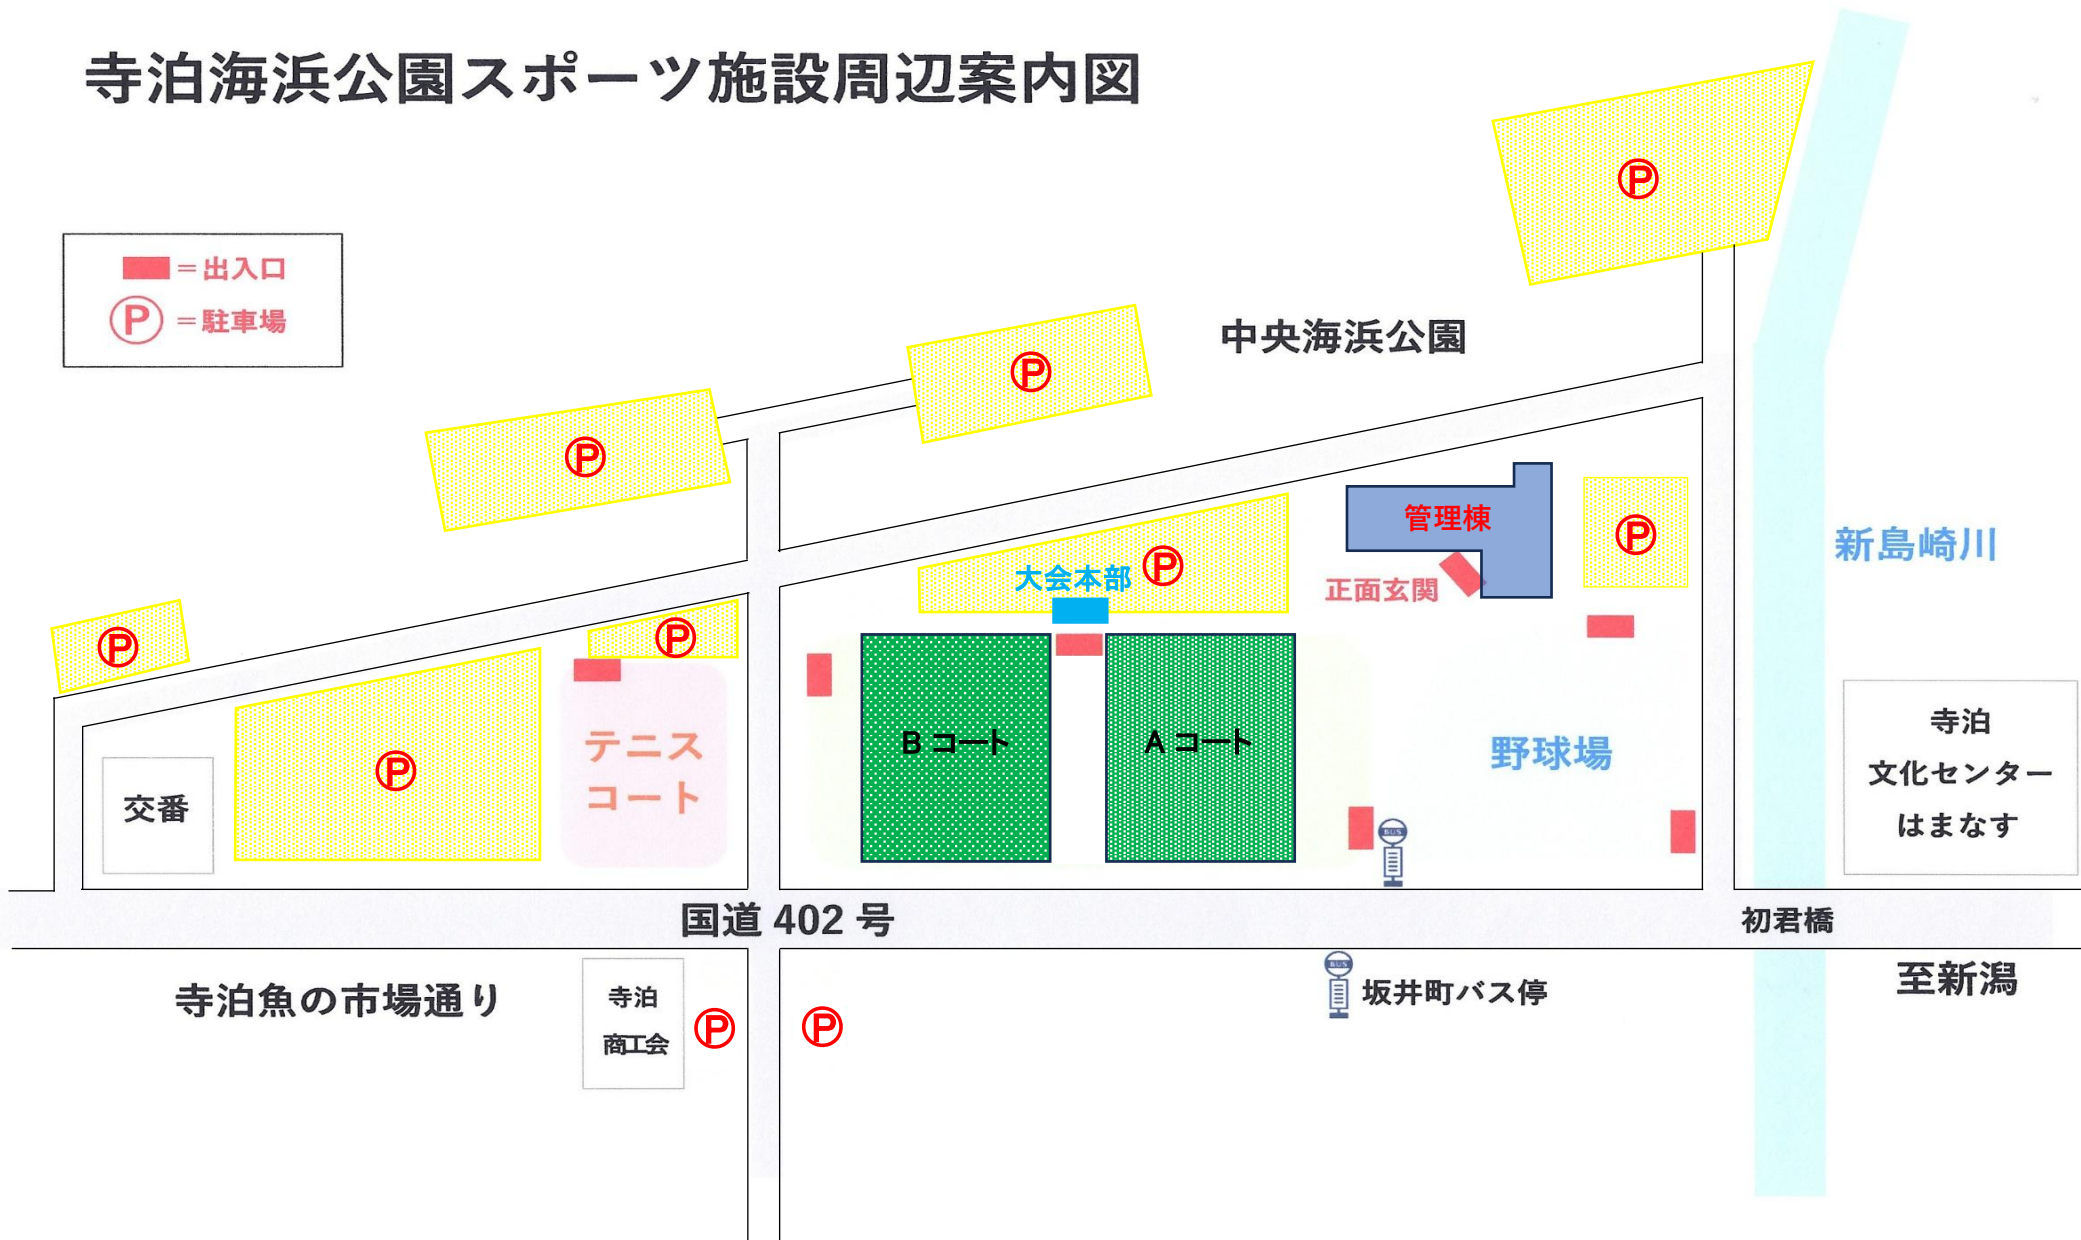 寺泊海浜公園スポーツ施設周辺案内図
＝出入口
Ⓟ ＝駐車場
Ⓟ
中央海浜公園
Ⓟ
Ⓟ
管理棟
Ⓟ
新島崎川
大会本部 Ⓟ
正面玄関
Ⓟ
Ⓟ
テニス
コート
B コート
A コート
野球場
寺泊
文化センター
はまなす
Ⓟ
交番
BUS
国道 402 号
初君橋
寺泊魚の市場通り
寺泊
商工会
Ⓟ
Ⓟ
BUS
坂井町バス停
至新潟